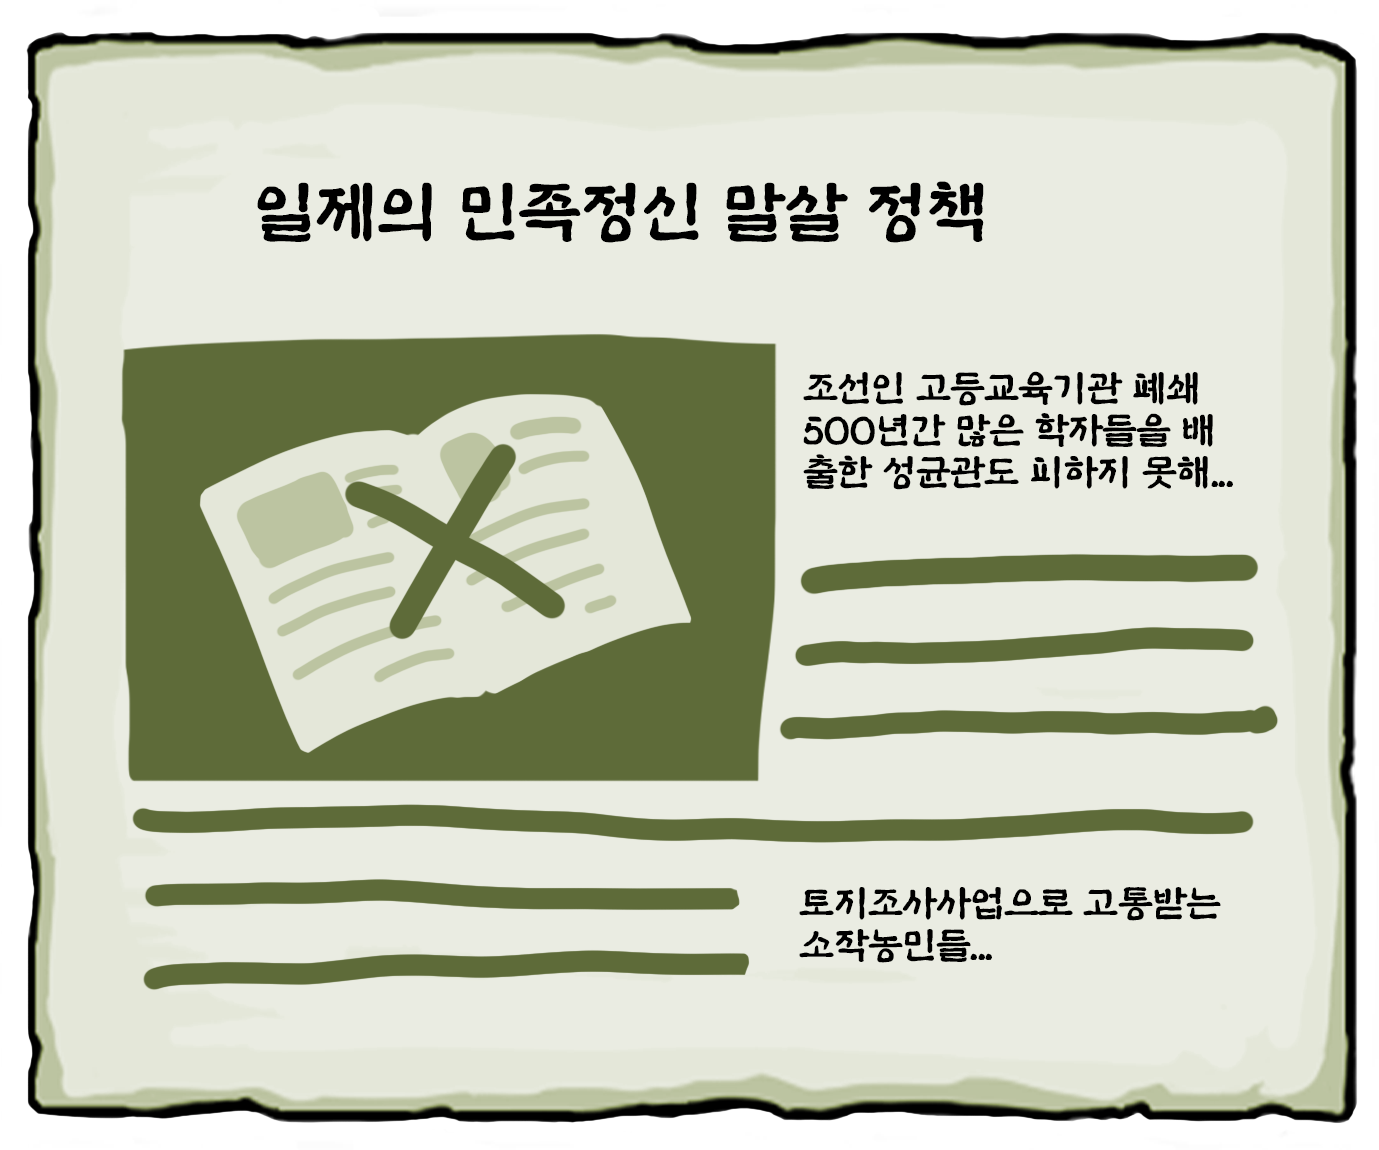 일제의 민족정신 말살 정책
조선인 고등교육기관 폐쇄
500년간 많은 학자들을 배
출한 성균관도 피하지 못해...
토지조사사업으로 고통받는
소작농민들...